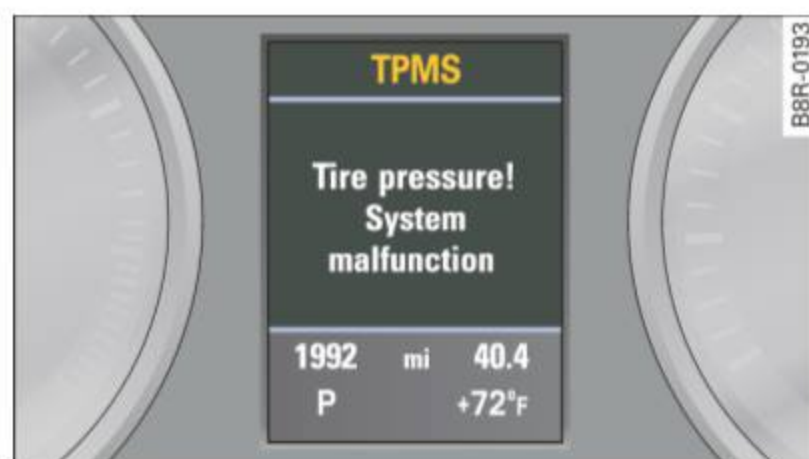 TPMS
Tire pressure!
System
malfunction
1992 mi 40.4
P +72°F
B8R-0193